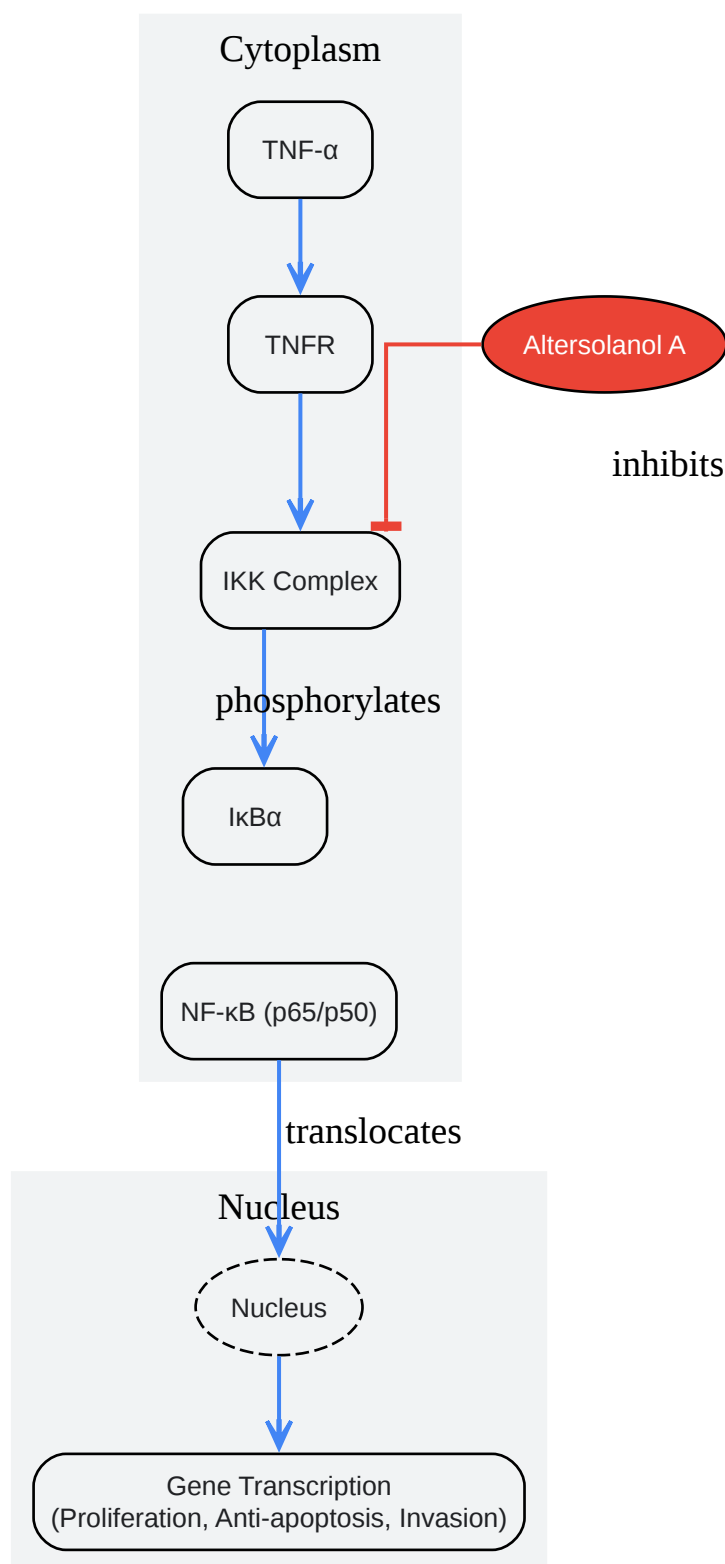 Cytoplasm
TNF-α
TNFR
Altersolanol A
inhibits
IKK Complex
phosphorylates
IκBα
NF-κB (p65/p50)
translocates
Nucleus
Nucleus
Gene Transcription
(Proliferation, Anti-apoptosis, Invasion)